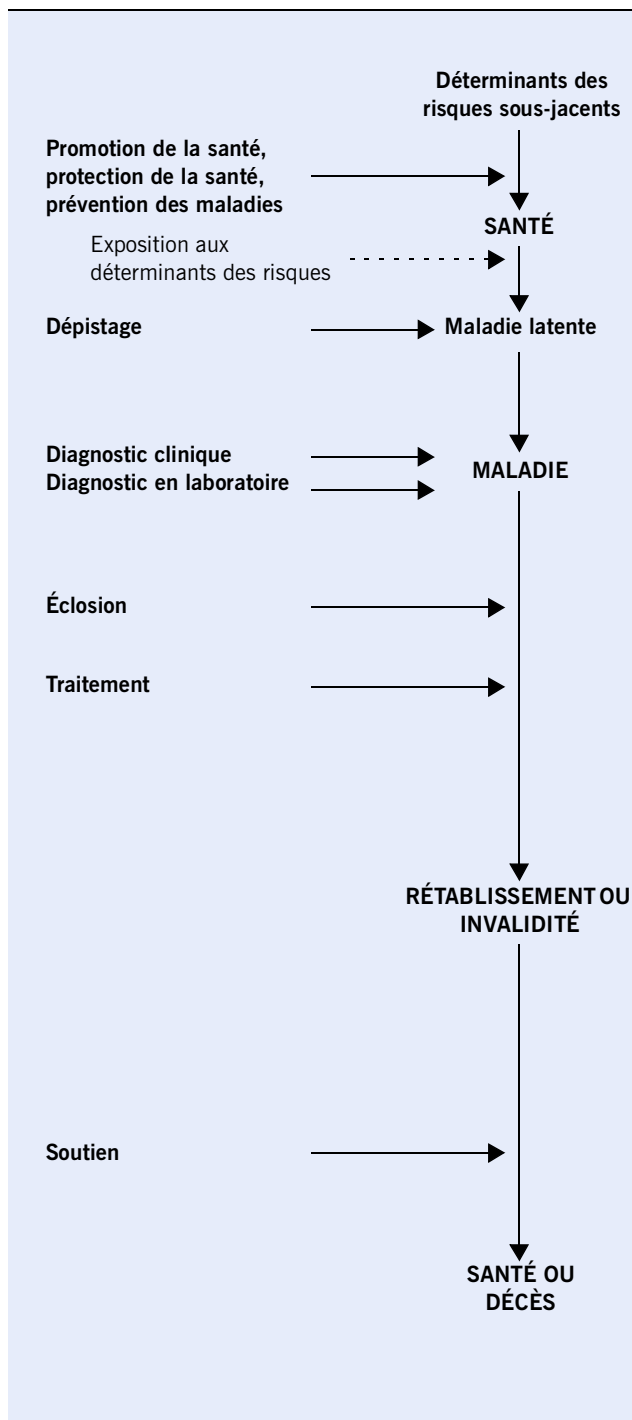 Déterminants des
risques sous-jacents
Promotion de la santé,
protection de la santé,
prévention des maladies
SANTÉ
Exposition aux
déterminants des risques
Dépistage
Maladie latente
Diagnostic clinique
Diagnostic en laboratoire
MALADIE
Éclosion
Traitement
RÉTABLISSEMENT OU
INVALIDITÉ
Soutien
SANTÉ OU
DÉCÈS